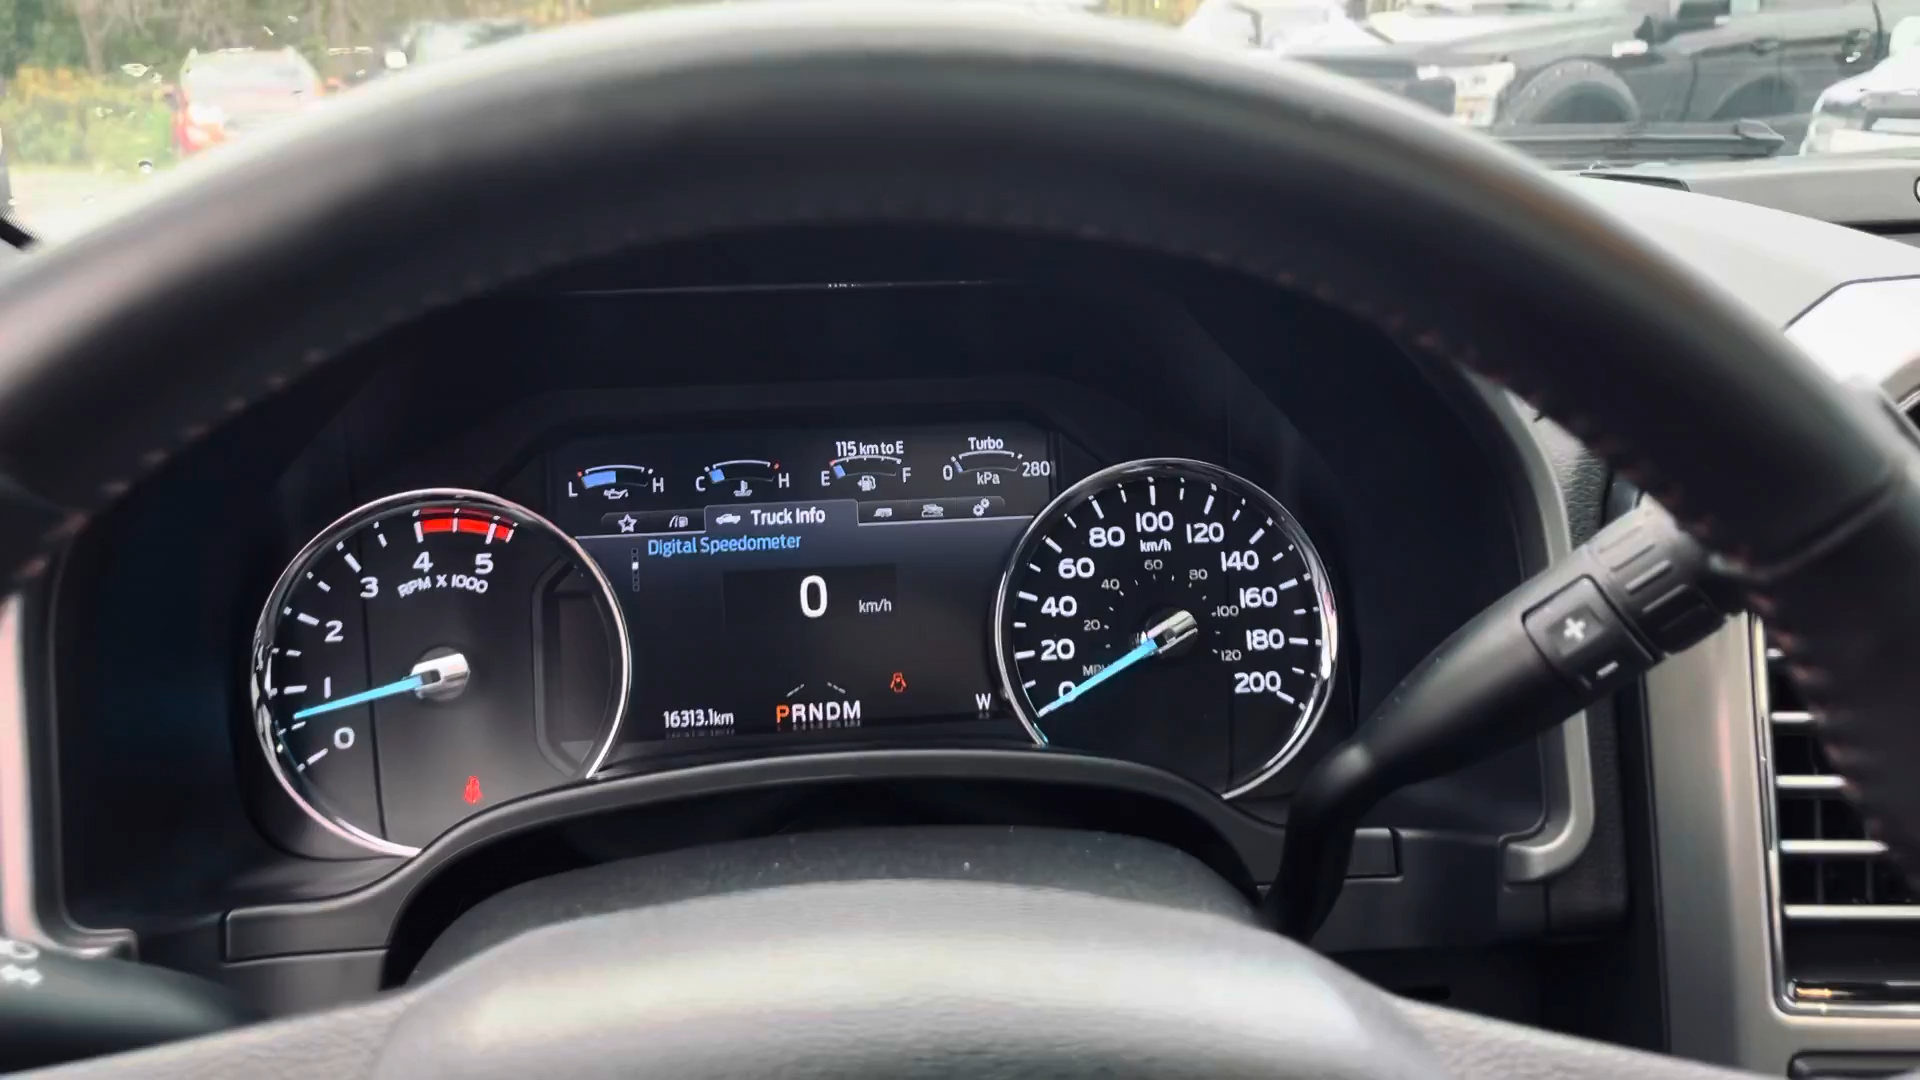 115 km to E
Turbo
L H C H E F 0 280
kPa
Truck Info
Digital Speedometer
0 km/h
16313.1km
PRNDM
W
0 1 2 3 4 5
RPM X 1000
0 20 40 60 80 100 120 140 160 180 200
km/h
20 40 60 80 100 120
MPH
+
-